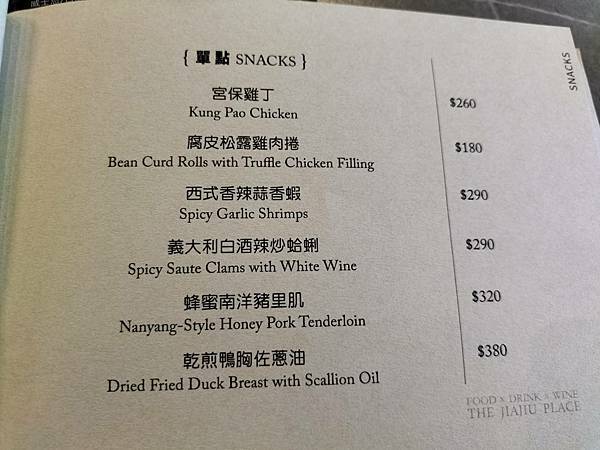 { 單點 SNACKS }
SNACKS
宮保雞丁
Kung Pao Chicken
$260
腐皮松露雞肉捲
Bean Curd Rolls with Truffle Chicken Filling
$180
西式香辣蒜香蝦
Spicy Garlic Shrimps
$290
義大利白酒辣炒蛤蜊
Spicy Saute Clams with White Wine
$290
蜂蜜南洋豬里肌
Nanyang-Style Honey Pork Tenderloin
$320
乾煎鴨胸佐蔥油
Dried Fried Duck Breast with Scallion Oil
$380
FOOD × DRINK × WINE
THE JIAJIU PLACE